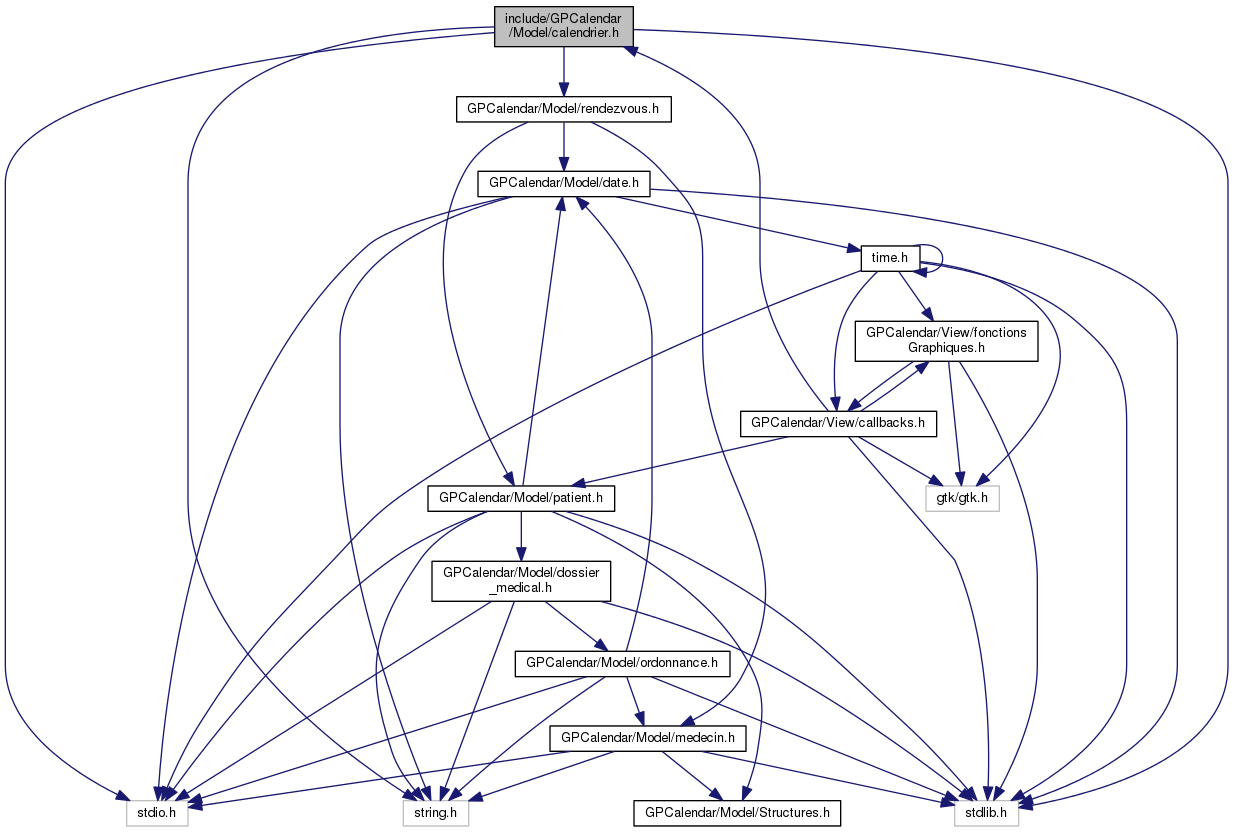 include/GPCalendar
/Model/calendrier.h
GPCalendar/Model/rendezvous.h
GPCalendar/Model/date.h
time.h
GPCalendar/View/fonctions
Graphiques.h
GPCalendar/View/callbacks.h
GPCalendar/Model/patient.h
gtk/gtk.h
GPCalendar/Model/dossier
_medical.h
GPCalendar/Model/ordonnance.h
GPCalendar/Model/medecin.h
stdio.h
string.h
GPCalendar/Model/Structures.h
stdlib.h